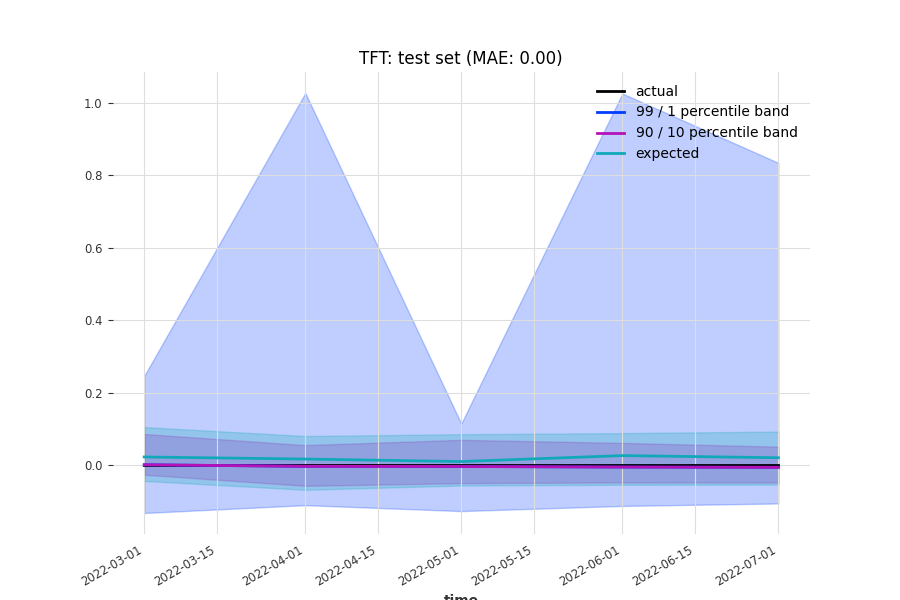 TFT: test set (MAE: 0.00)
actual
99 / 1 percentile band
90 / 10 percentile band
expected
1.0
0.8
0.6
0.4
0.2
0.0
2022-03-01
2022-03-15
2022-04-01
2022-04-15
2022-05-01
2022-05-15
2022-06-01
2022-06-15
2022-07-01
time